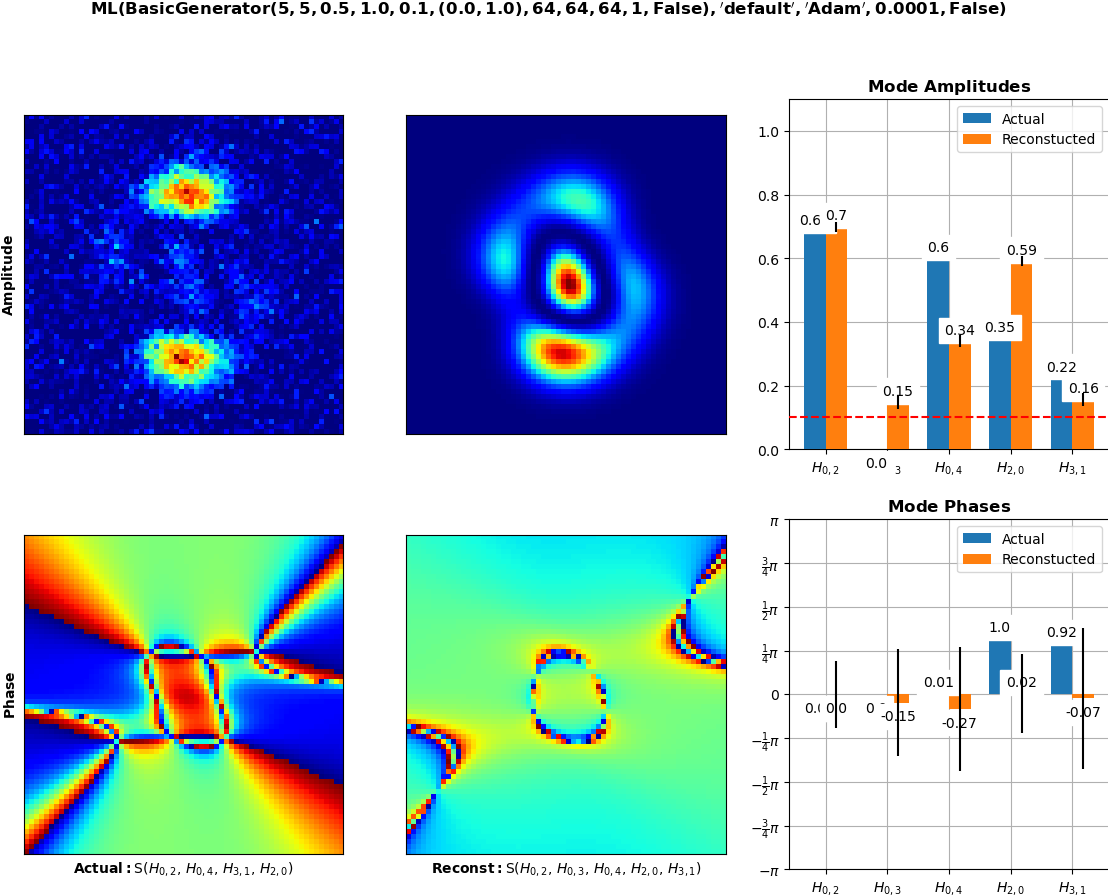 ML(BasicGenerator(5, 5, 0.5, 1.0, 0.1, (0.0, 1.0), 64, 64, 64, 1, False), ′default′, ′Adam′, 0.0001, False)
Mode Amplitudes
Actual
Reconstucted
1.0
0.8
0.6
0.4
0.2
0.0
0.6 0.7
0.0
0.15
0.6
0.34
0.35
0.59
0.22
0.16
H0,2 3 H0,4 H2,0 H3,1
Amplitude
Mode Phases
Actual
Reconstucted
π
3/4π
1/2π
1/4π
0
−1/4π
−1/2π
−3/4π
−π
0.0
-0.15
0.01
-0.27
1.0
0.02
0.92
-0.07
H0,2 H0,3 H0,4 H2,0 H3,1
Phase
Actual: S(H0,2, H0,4, H3,1, H2,0)
Reconst: S(H0,2, H0,3, H0,4, H2,0, H3,1)